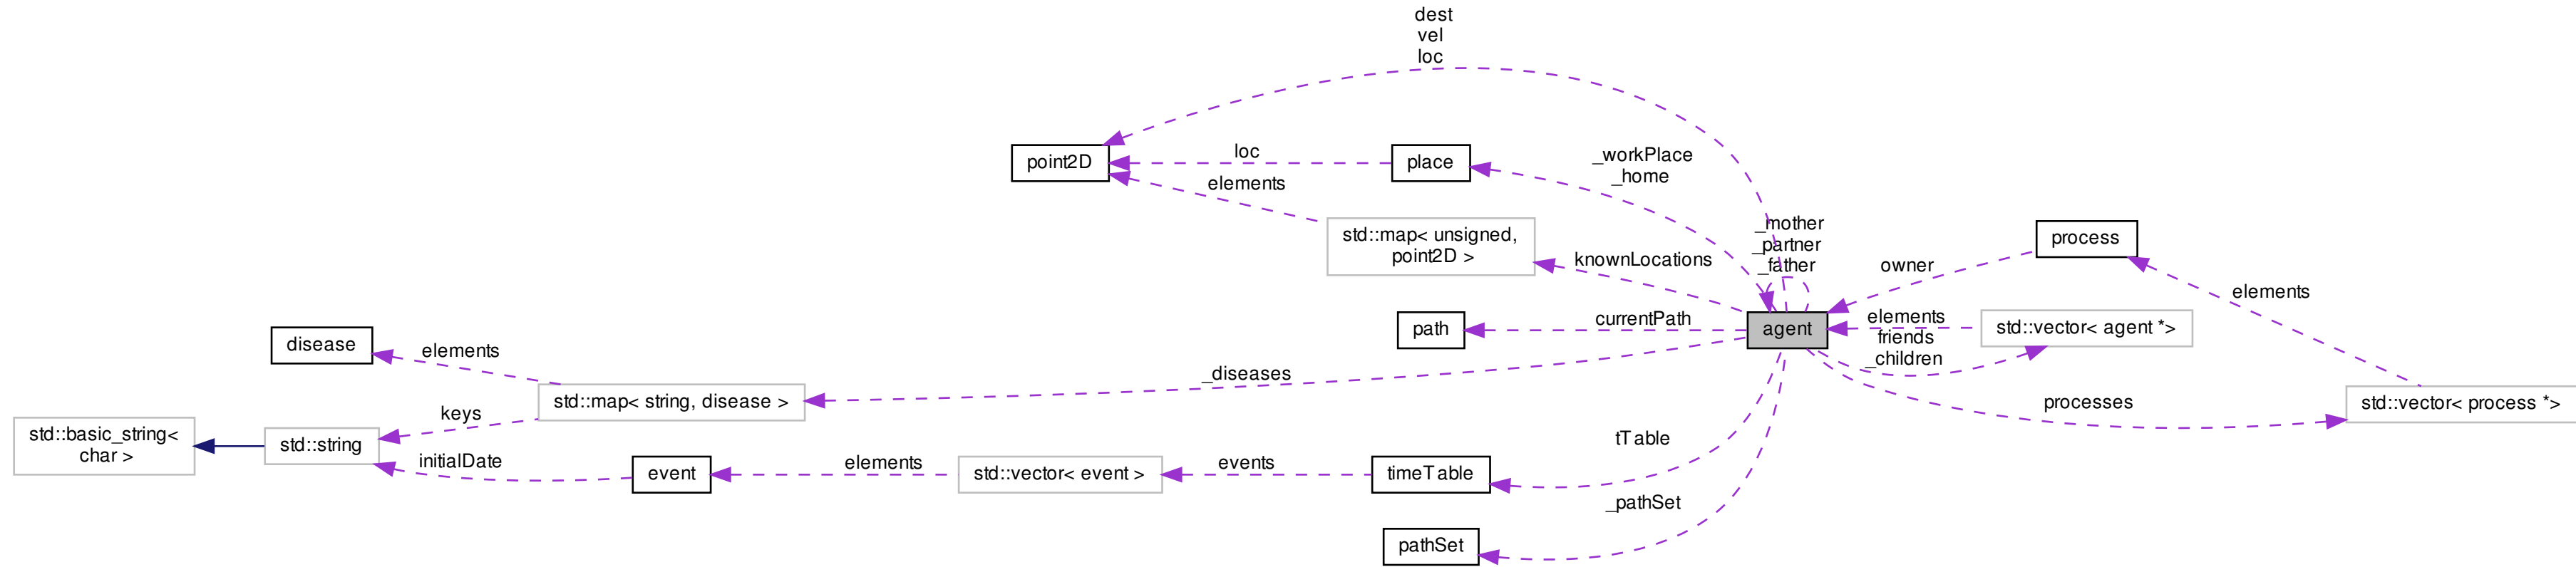 dest
vel
loc
point2D
loc
place
_workPlace
_home
elements
std::map< unsigned,
point2D >
knownLocations
_mother
_partner
_father
process
owner
elements
path
currentPath
agent
elements
friends
_children
std::vector< agent *>
disease
elements
_diseases
std::map< string, disease >
keys
std::vector< process *>
processes
std::basic_string<
char >
std::string
initialDate
event
elements
std::vector< event >
events
timeTable
tTable
_pathSet
pathSet